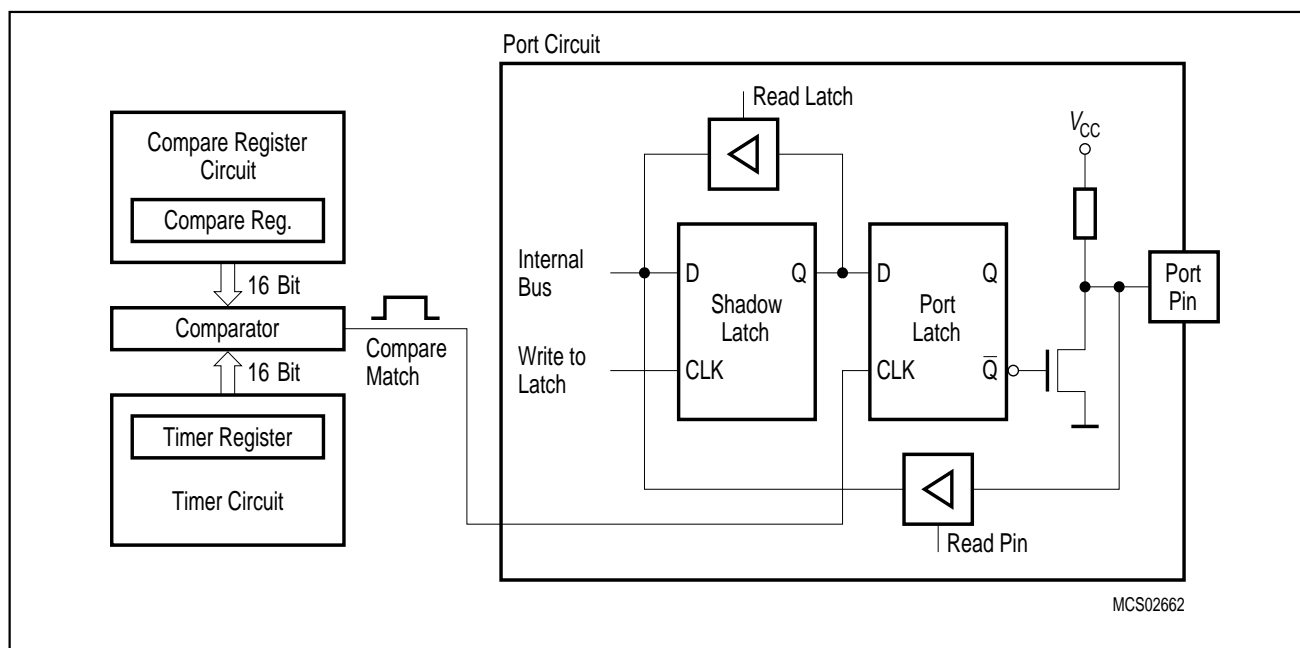 Port Circuit
Read Latch
V_CC
Compare Register
Circuit
Compare Reg.
16 Bit
Comparator
16 Bit
Timer Register
Timer Circuit
Compare
Match
Internal
Bus
Write to
Latch
D
Q
Shadow
Latch
CLK
D
Q
Port
Latch
CLK
Q̅
Port
Pin
Read Pin
MCS02662